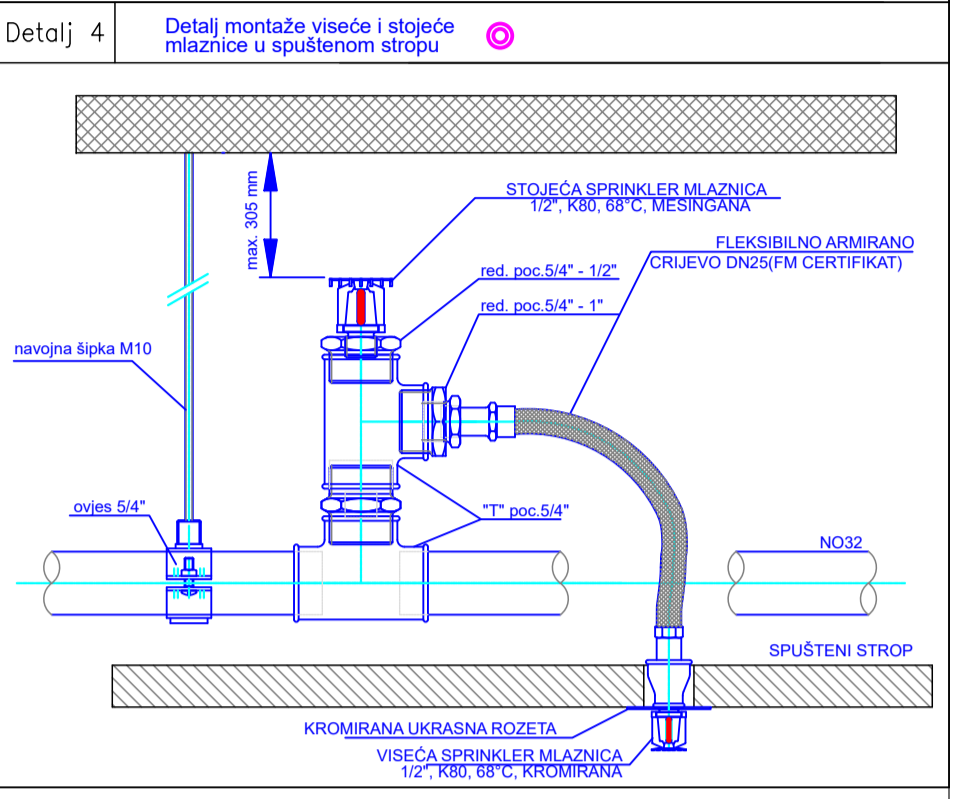 Detalj 4
Detalj montaže viseće i stojeće
mlaznice u spuštenom stropu
max. 305 mm
STOJEĆA SPRINKLER MLAZNICA
1/2", K80, 68°C, MESINGANA
FLEKSIBILNO ARMIRANO
CRIJEVO DN25(FM CERTIFIKAT)
red. poc.5/4" - 1/2"
red. poc.5/4" - 1"
navojna šipka M10
ovjes 5/4"
"T" poc.5/4"
NO32
SPUŠTENI STROP
KROMIRANA UKRASNA ROZETA
VISEĆA SPRINKLER MLAZNICA
1/2", K80, 68°C, KROMIRANA